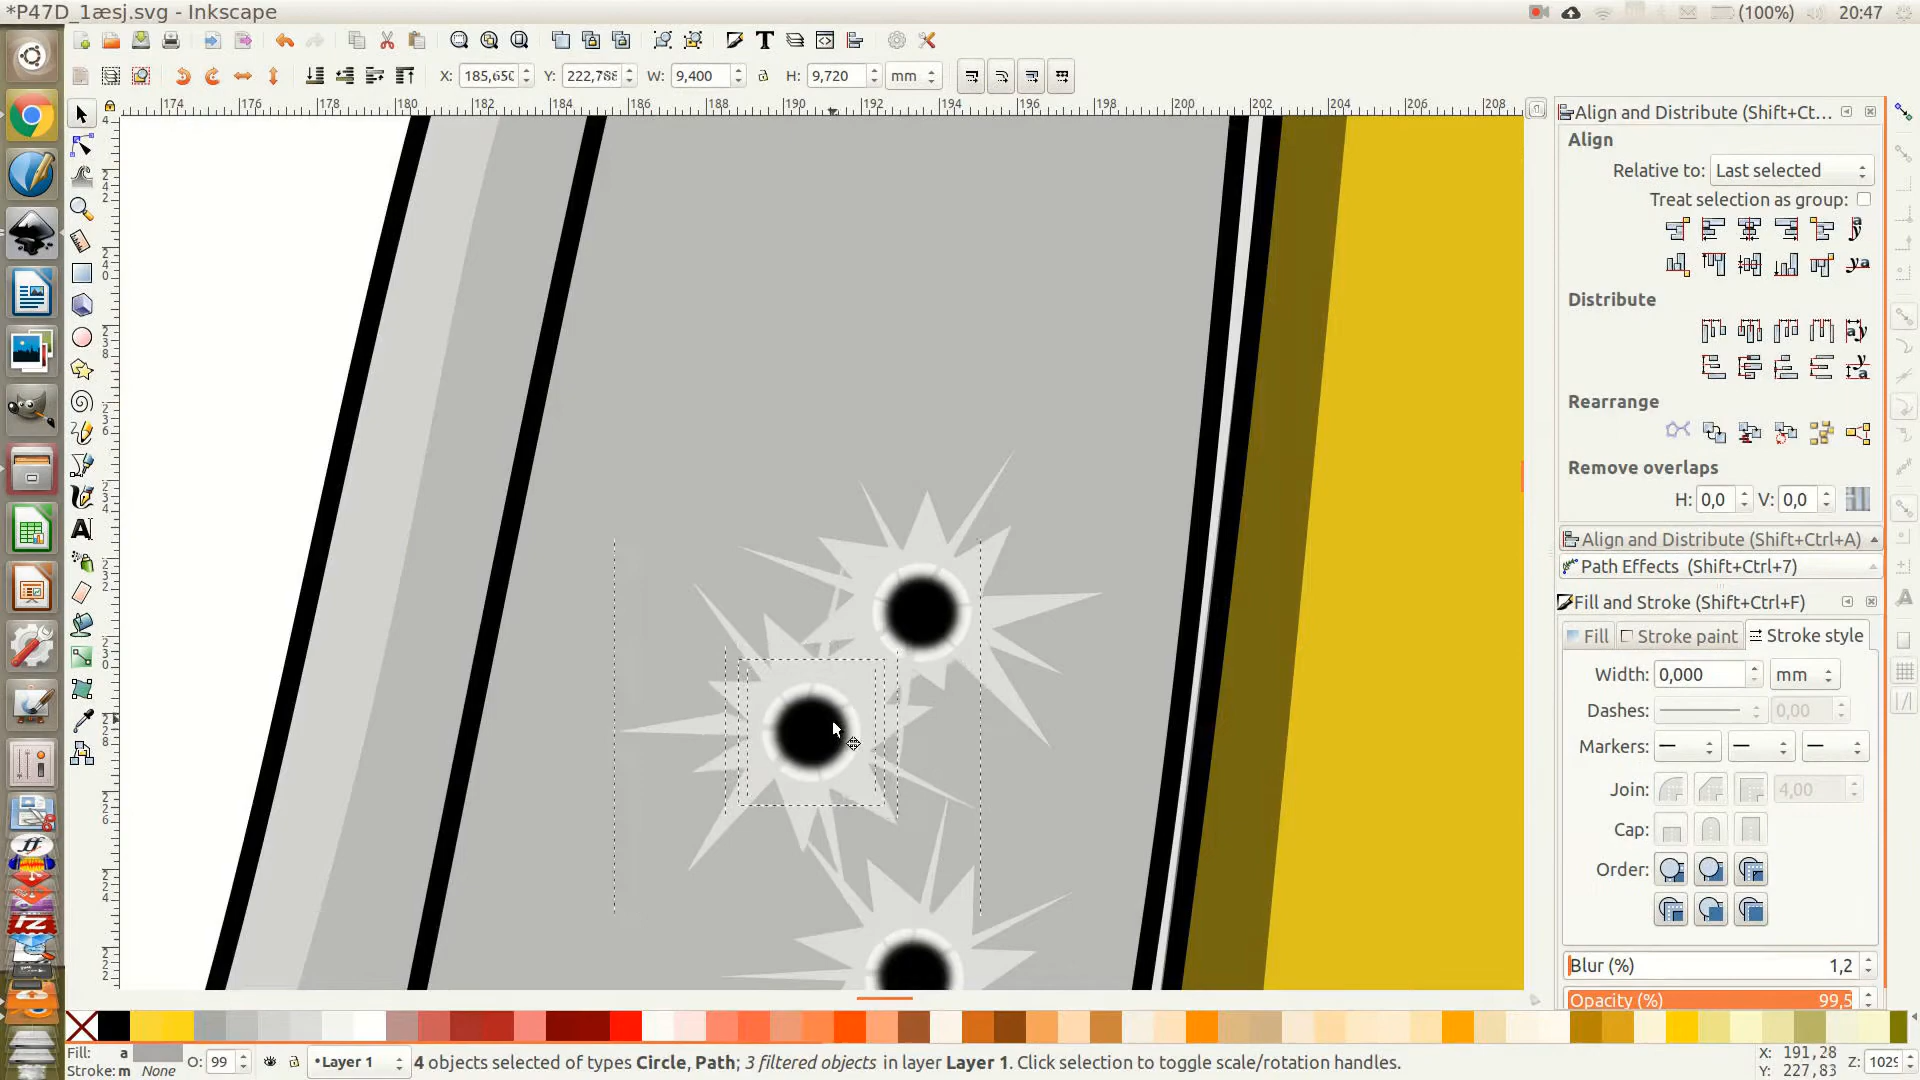 *P47D_1æsj.svg - Inkscape
(100%)
20:47
X: 185,650
Y: 222,788
W: 9,400
H: 9,720
mm
174 176 178 180 182 184 186 188 190 192 194 196 198 200 202 204 206 208
Align and Distribute (Shift+Ct...
Align
Relative to: Last selected
Treat selection as group:
Distribute
Rearrange
Remove overlaps
H: 0,0 V: 0,0
Align and Distribute (Shift+Ctrl+A)
Path Effects (Shift+Ctrl+7)
Fill and Stroke (Shift+Ctrl+F)
Fill Stroke paint Stroke style
Width: 0,000 mm
Dashes: 0,00
Markers:
Join: 4,00
Cap:
Order:
Blur (%) 1,2
Opacity (%) 99,5
Fill: a
Stroke: m None
O: 99
•Layer 1
4 objects selected of types Circle, Path; 3 filtered objects in layer Layer 1. Click selection to toggle scale/rotation handles.
X: 191,28
Y: 227,83
Z: 1029